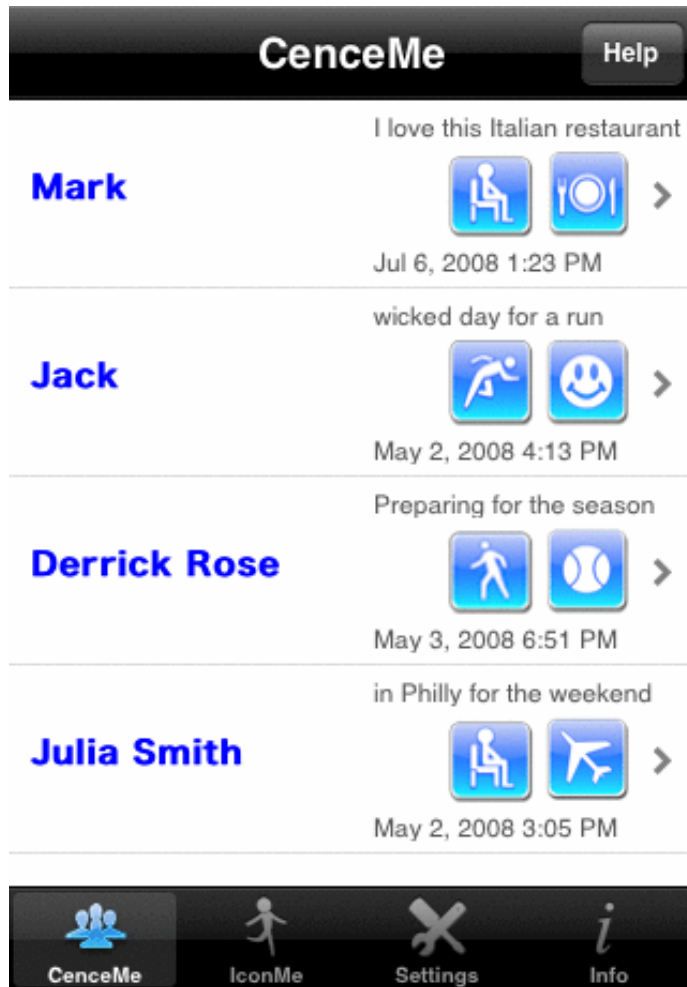 CenceMe
Help
I love this Italian restaurant
Mark
Jul 6, 2008 1:23 PM
wicked day for a run
Jack
May 2, 2008 4:13 PM
Preparing for the season
Derrick Rose
May 3, 2008 6:51 PM
in Philly for the weekend
Julia Smith
May 2, 2008 3:05 PM
CenceMe
IconMe
Settings
Info